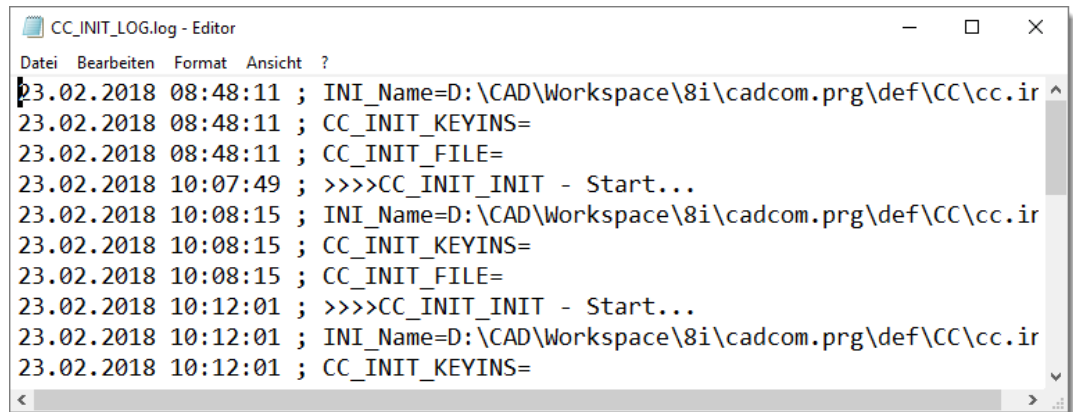 CC_INIT_LOG.log - Editor
Datei Bearbeiten Format Ansicht ?
23.02.2018 08:48:11 ; INI_Name=D:\CAD\Workspace\8i\cadcom.prg\def\CC\cc.in
23.02.2018 08:48:11 ; CC_INIT_KEYINS=
23.02.2018 08:48:11 ; CC_INIT_FILE=
23.02.2018 10:07:49 ; >>>>CC_INIT_INIT - Start...
23.02.2018 10:08:15 ; INI_Name=D:\CAD\Workspace\8i\cadcom.prg\def\CC\cc.in
23.02.2018 10:08:15 ; CC_INIT_KEYINS=
23.02.2018 10:08:15 ; CC_INIT_FILE=
23.02.2018 10:12:01 ; >>>>CC_INIT_INIT - Start...
23.02.2018 10:12:01 ; INI_Name=D:\CAD\Workspace\8i\cadcom.prg\def\CC\cc.in
23.02.2018 10:12:01 ; CC_INIT_KEYINS=